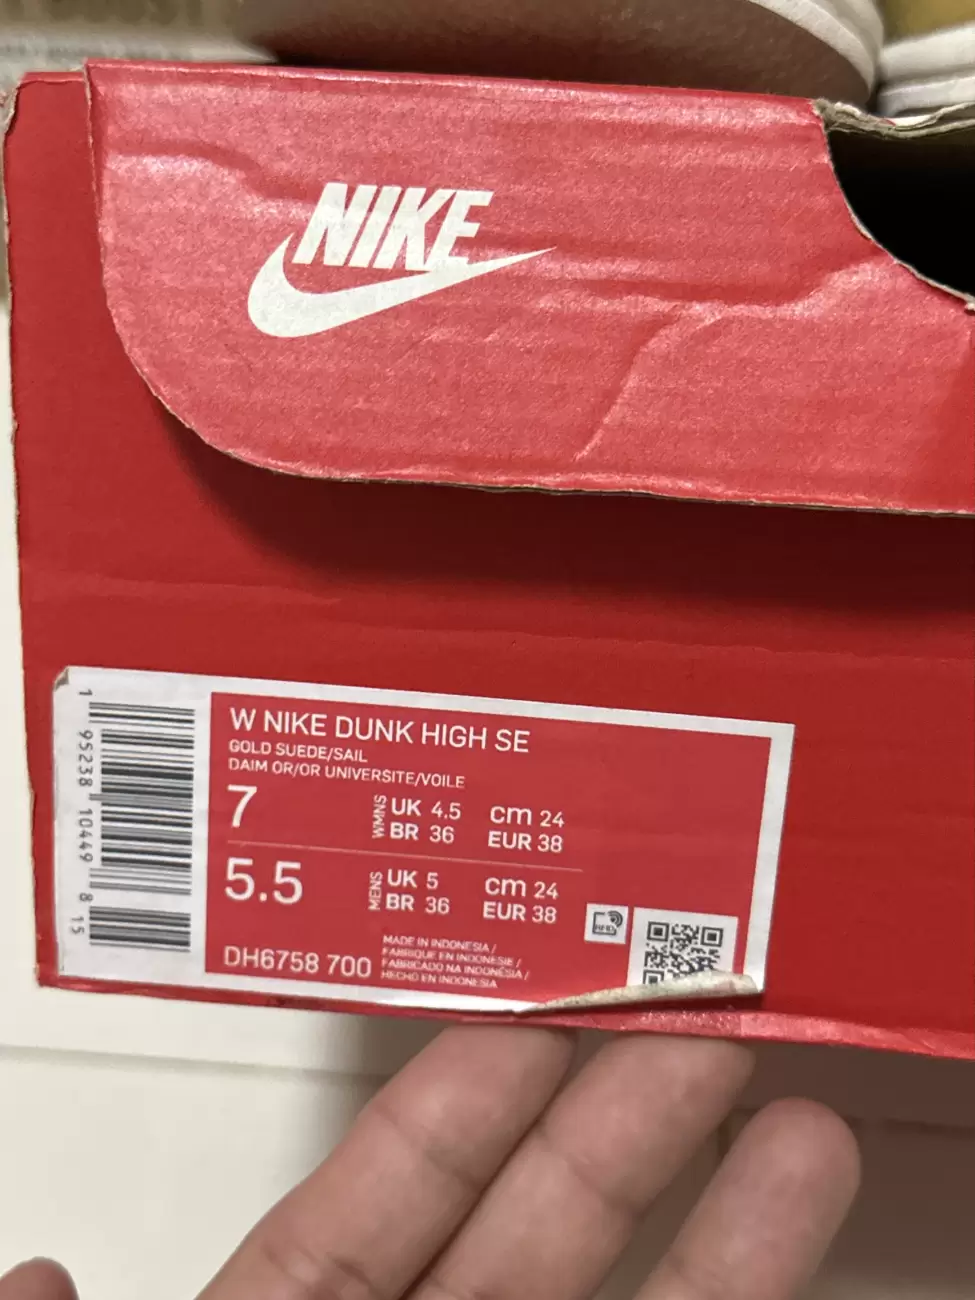 NIKE
1 95238 10449 8 15
W NIKE DUNK HIGH SE
GOLD SUEDE/SAIL
DAIM OR/OR UNIVERSITE/VOILE
7 WMNS UK 4.5 cm 24
BR 36 EUR 38
5.5 MENS UK 5 cm 24
BR 36 EUR 38
DH6758 700
MADE IN INDONESIA /
FABRIQUE EN INDONESIE /
FABRICADO NA INDONÉSIA /
HECHO EN INDONESIA